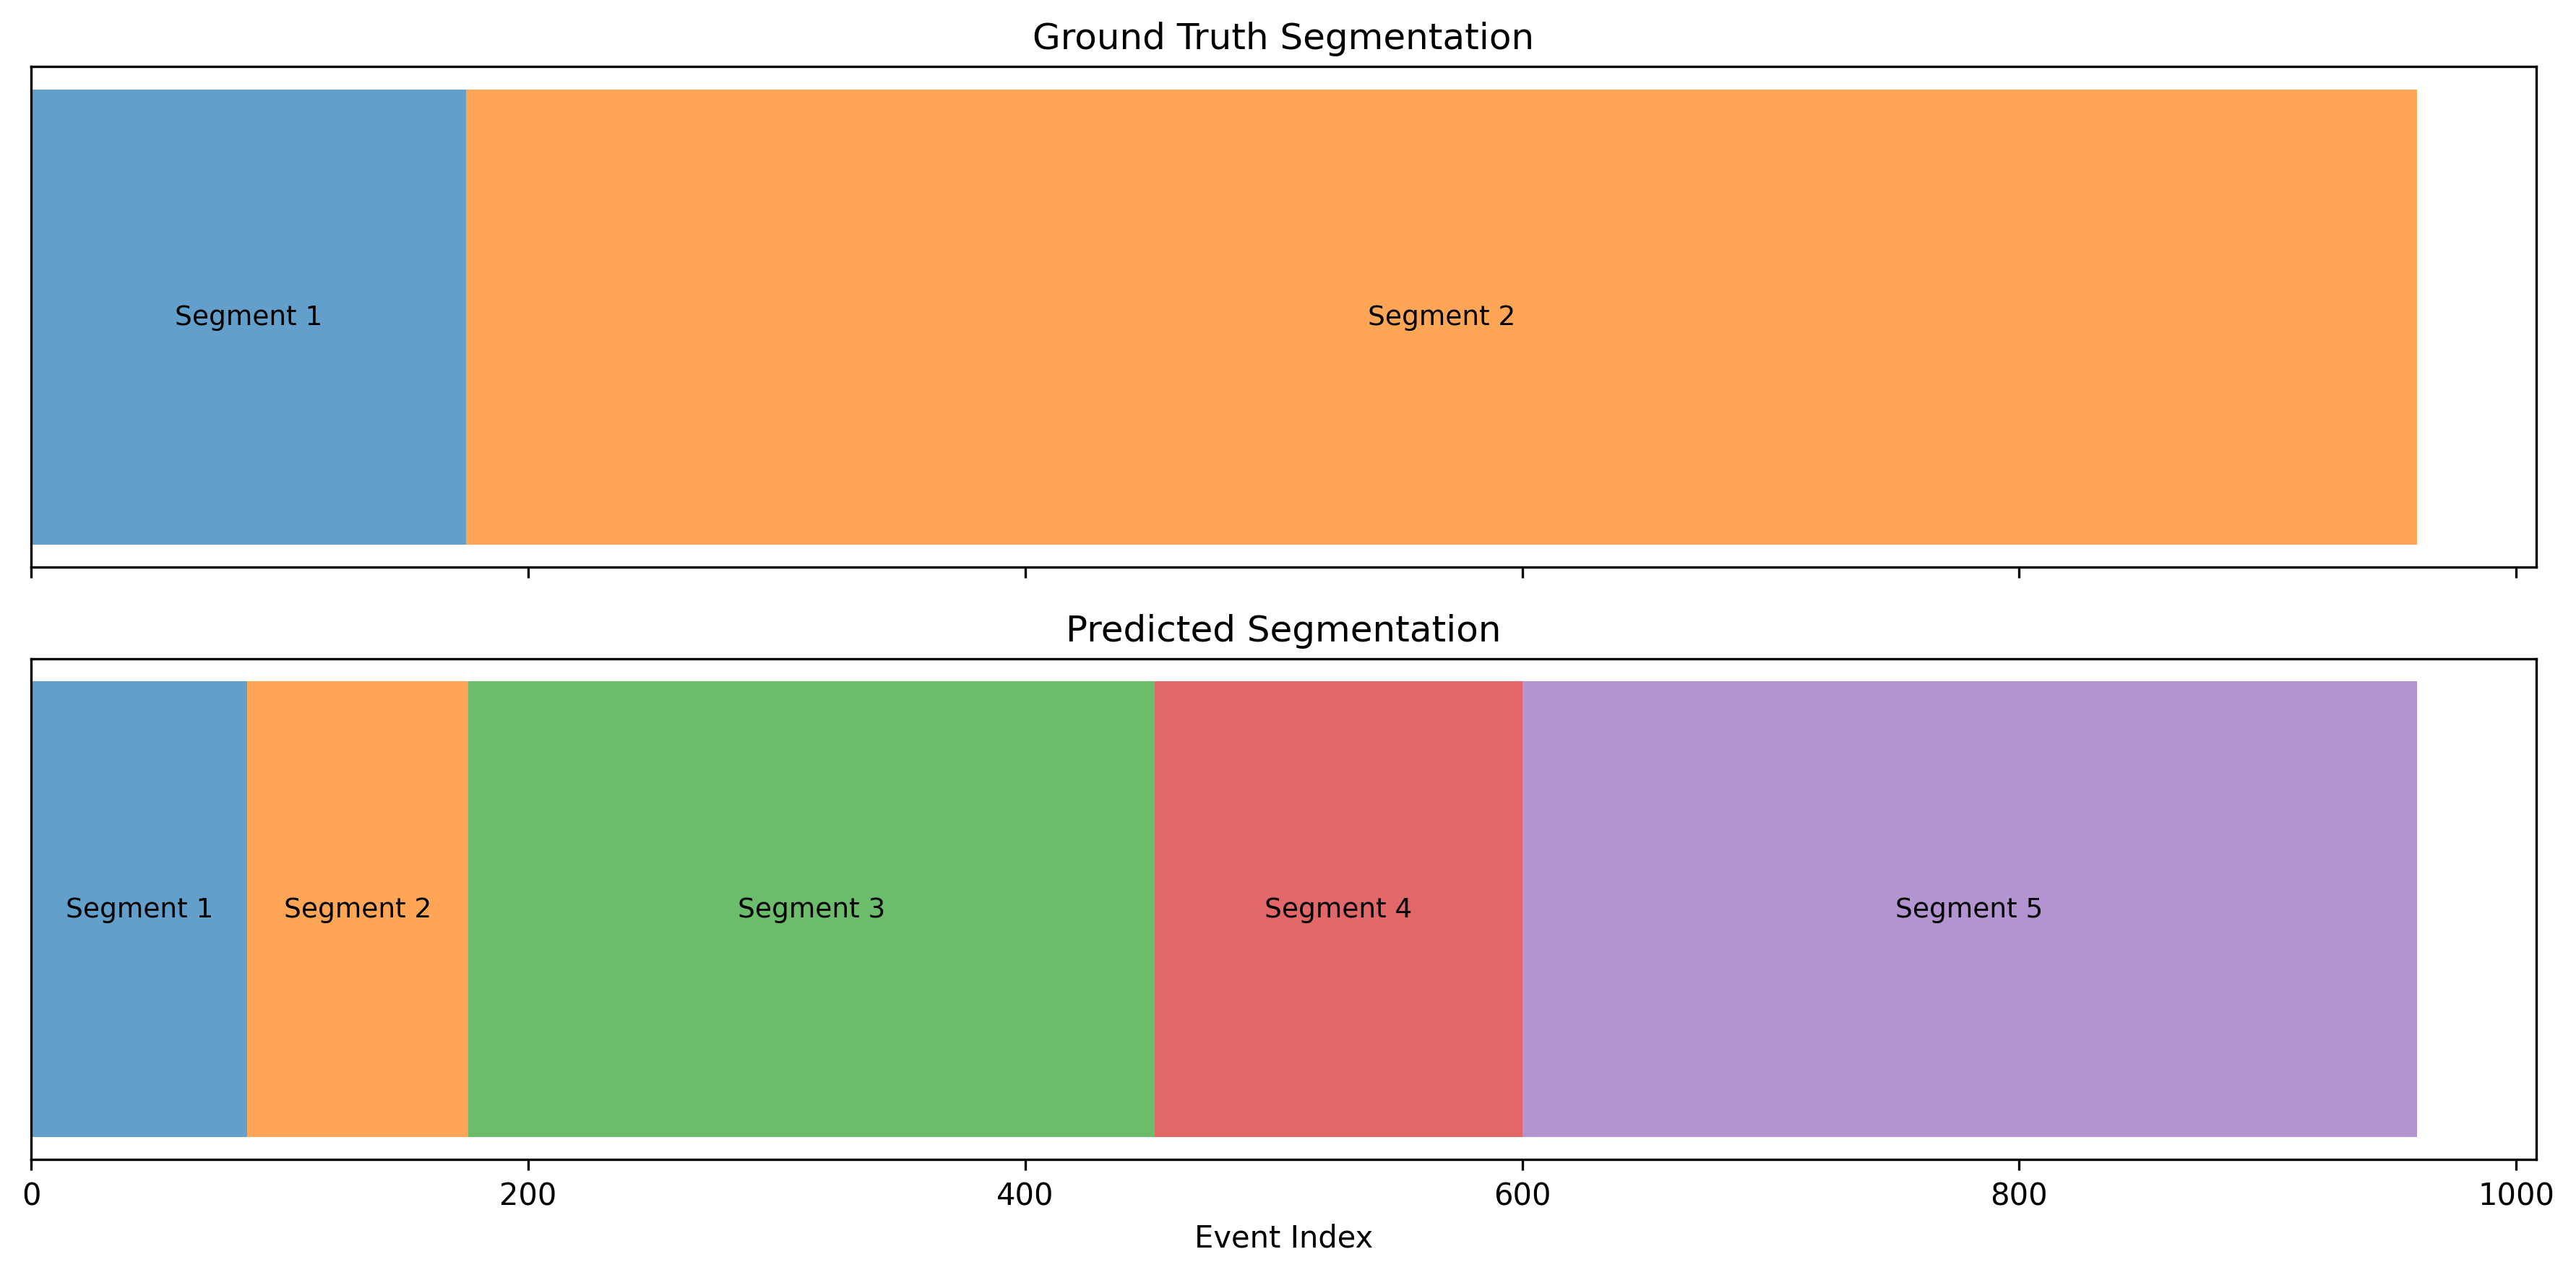 Ground Truth Segmentation
Segment 1
Segment 2
Predicted Segmentation
Segment 1
Segment 2
Segment 3
Segment 4
Segment 5
0
200
400
600
800
1000
Event Index